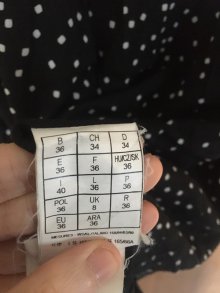 B CH D
36 34 34
E F HU/CZ/SK
36 36 36
I L P
40 36 36
POL UK R
36 8 36
EU ARA
36 36